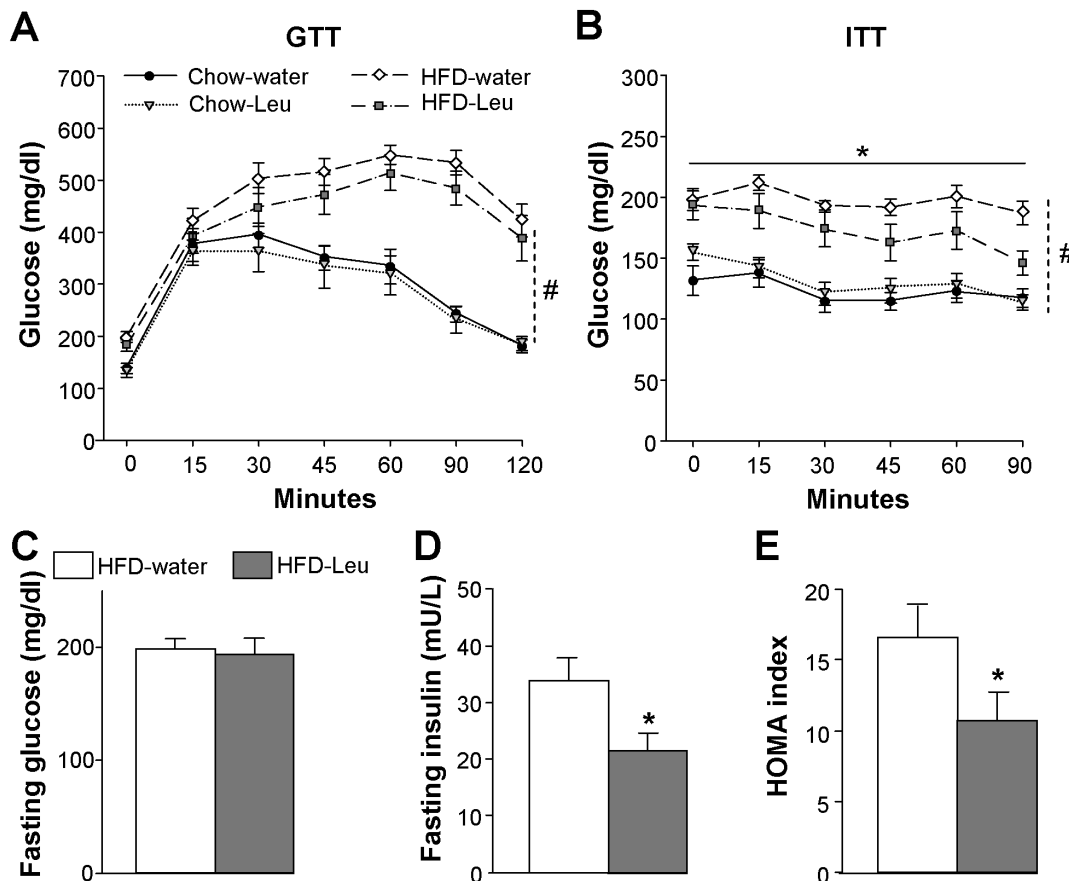 A
GTT
Chow-water
HFD-water
Chow-Leu
HFD-Leu
Glucose (mg/dl)
700
600
500
400
300
200
100
0
#
0 15 30 45 60 90 120
Minutes
B
ITT
Glucose (mg/dl)
300
250
200
150
100
50
0
*
#
0 15 30 45 60 90
Minutes
C
HFD-water
HFD-Leu
Fasting glucose (mg/dl)
200
100
0
D
Fasting insulin (mU/L)
50
40
30
20
10
0
*
E
HOMA index
20
15
10
5
0
*